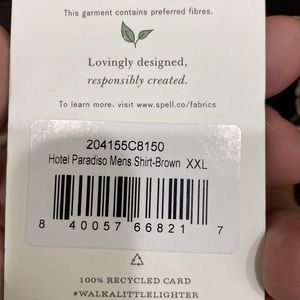 This garment contains preferred fibres.
Lovingly designed,
responsibly created.
To learn more. visit www.spell.co/fabrics
204155C8150
Hotel Paradiso Mens Shirt-Brown XXL
8 40057 66821 7
100% RECYCLED CARD
#WALKALITTLELIGHTER